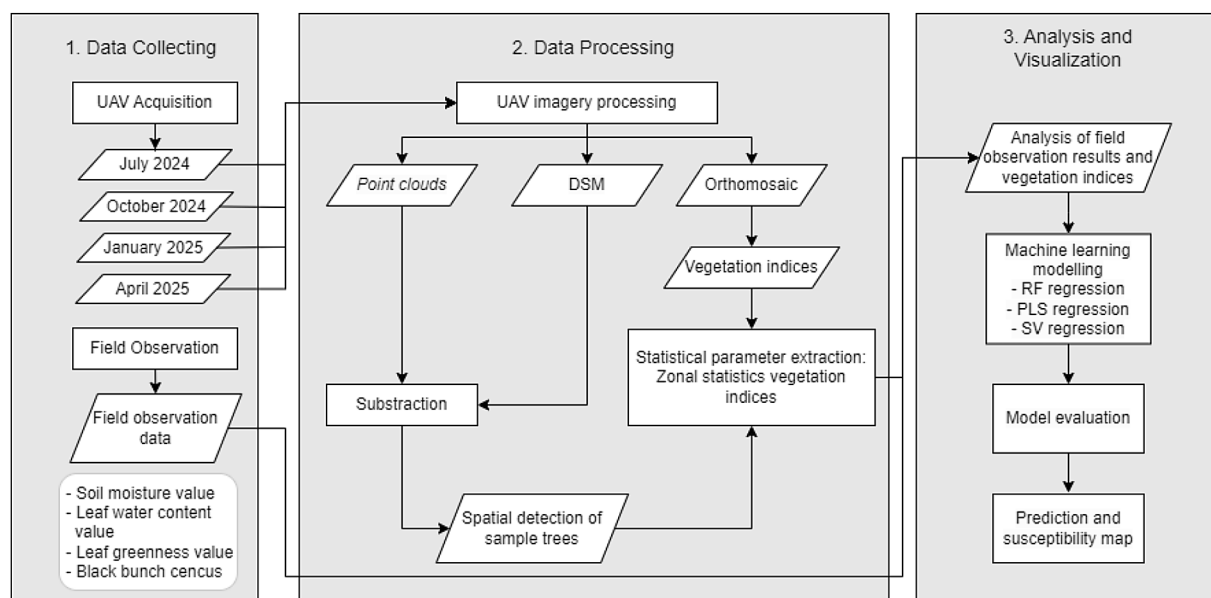 1. Data Collecting
UAV Acquisition
July 2024
October 2024
January 2025
April 2025
Field Observation
Field observation
data
- Soil moisture value
- Leaf water content
value
- Leaf greenness value
- Black bunch cencus
2. Data Processing
UAV imagery processing
Point clouds
DSM
Orthomosaic
Vegetation indices
Statistical parameter extraction:
Zonal statistics vegetation
indices
Substraction
Spatial detection of
sample trees
3. Analysis and
Visualization
Analysis of field
observation results and
vegetation indices
Machine learning
modelling
- RF regression
- PLS regression
- SV regression
Model evaluation
Prediction and
susceptibility map